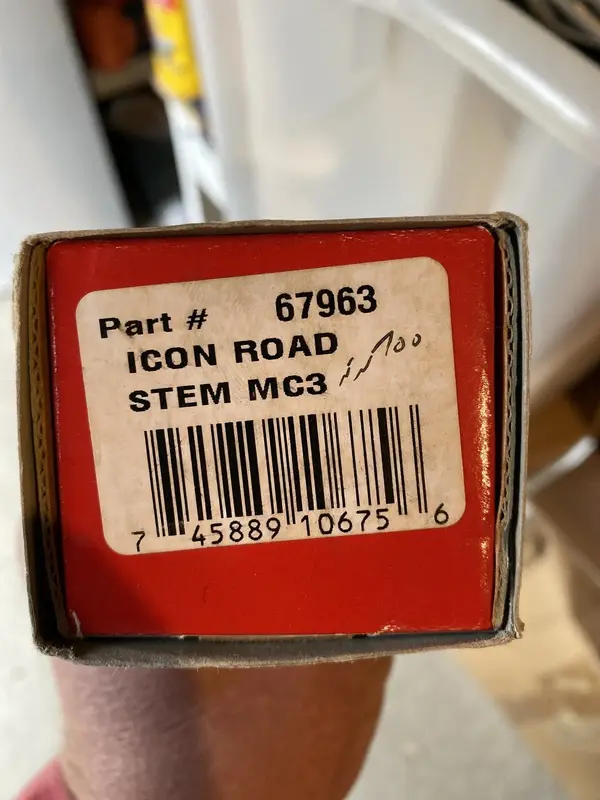 Part # 67963
ICON ROAD
STEM MC3
7 45889 10675 6